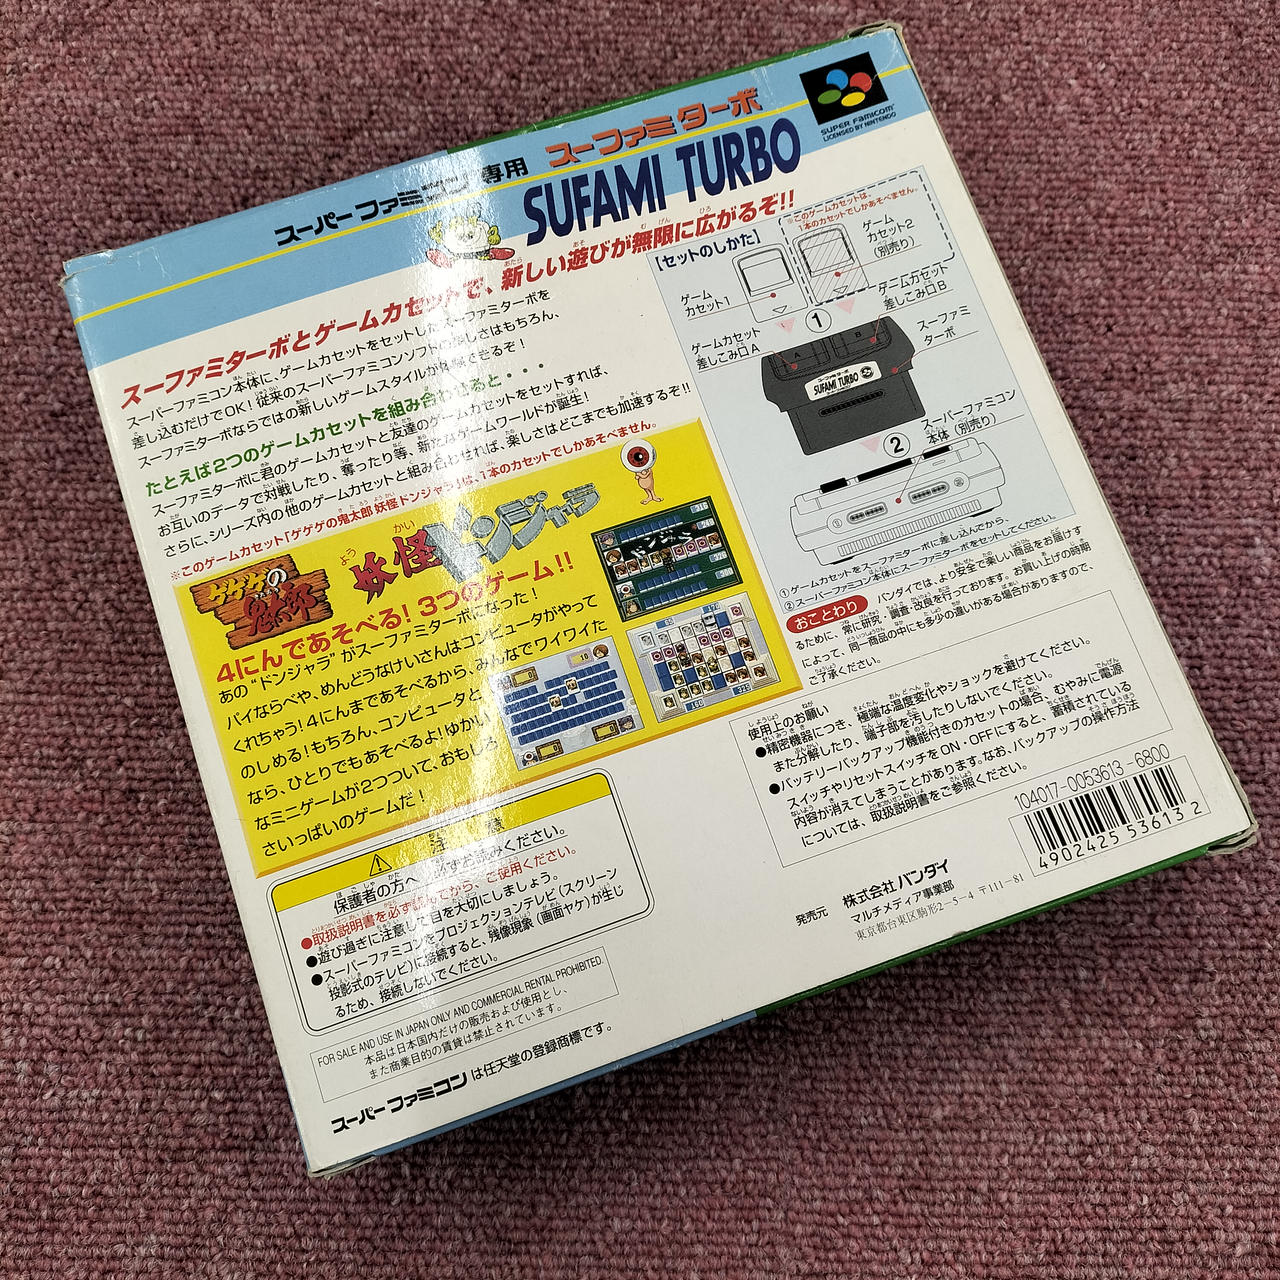 スーパーファミコン専用 スーファミターボ
SUFAMI TURBO
SUPER FAMICOM
LICENSED BY NINTENDO
スーファミターボとゲームカセットで、新しい遊びが無限に広がるぞ!!
スーパーファミコン本体に、ゲームカセットをセットしたスーファミターボを
差し込むだけでOK!従来のスーパーファミコンソフトの楽しさはもちろん、
スーファミターボならではの新しいゲームスタイルが体験できるぞ!
たとえば2つのゲームカセットを組み合わせると・・・
スーファミターボに君のゲームカセットと友達のゲームカセットをセットすれば、
お互いのデータで対戦したり、奪ったり等、新たなゲームワールドが誕生!
さらに、シリーズ内の他のゲームカセットと組み合わせれば、楽しさはどこまでも加速するぞ!!
※このゲームカセット「ゲゲゲの鬼太郎 妖怪ドンジャラ」は、1本のカセットでしかあそべません。
【セットのしかた】
※このゲームカセットは、
1本のカセットでしかあそべません。
ゲーム
カセット1
ゲーム
カセット2
(別売り)
ゲームカセット
差しこみ口A
ゲームカセット
差しこみ口B
スーファミ
ターボ
①
A
B
スーファミターボ
SUFAMI TURBO
②
スーパーファミコン
本体(別売り)
①ゲームカセットをスーファミターボに差し込んでから、
②スーパーファミコン本体にスーファミターボをセットしてください。
ゲゲゲの鬼太郎
妖怪ドンジャラ
4にんであそべる!3つのゲーム!!
あの“ドンジャラ”がスーファミターボになった!
パイならべや、めんどうなけいさんはコンピュータがやって
くれちゃう!4にんまであそべるから、みんなでワイワイた
のしめる!もちろん、コンピュータと
なら、ひとりでもあそべるよ!ゆかい
なミニゲームが2つついて、おもしろ
さいっぱいのゲームだ!
おことわり バンダイでは、より安全で楽しい商品をお届けす
るために、常に研究・調査・改良を行っております。お買い上げの時期
によって、同一商品の中にも多少の違いがある場合がありますので、
ご了承ください。
使用上のお願い
●精密機器につき、極端な温度変化やショックを避けてください。
また分解したり、端子部を汚したりしないでください。
●バッテリーバックアップ機能付きのカセットの場合、むやみに電源
スイッチやリセットスイッチをON・OFFにすると、蓄積されている
内容が消えてしまうことがあります。なお、バックアップの操作方法
については、取扱説明書をご参照ください。
注意
保護者の方へ 必ずお読みください。
●取扱説明書を必ず読んでから、ご使用ください。
●遊び過ぎに注意して目を大切にしましょう。
●スーパーファミコンをプロジェクションテレビ(スクリーン
投影式のテレビ)に接続すると、残像現象(画面ヤケ)が生じ
るため、接続しないでください。
104017-0053613-6800
4902425536132
発売元 株式会社バンダイ
マルチメディア事業部
東京都台東区駒形2-5-4 〒111-81
FOR SALE AND USE IN JAPAN ONLY AND COMMERCIAL RENTAL PROHIBITED.
本品は日本国内だけの販売および使用とし、
また商業目的の賃貸は禁止されています。
スーパーファミコンは任天堂の登録商標です。